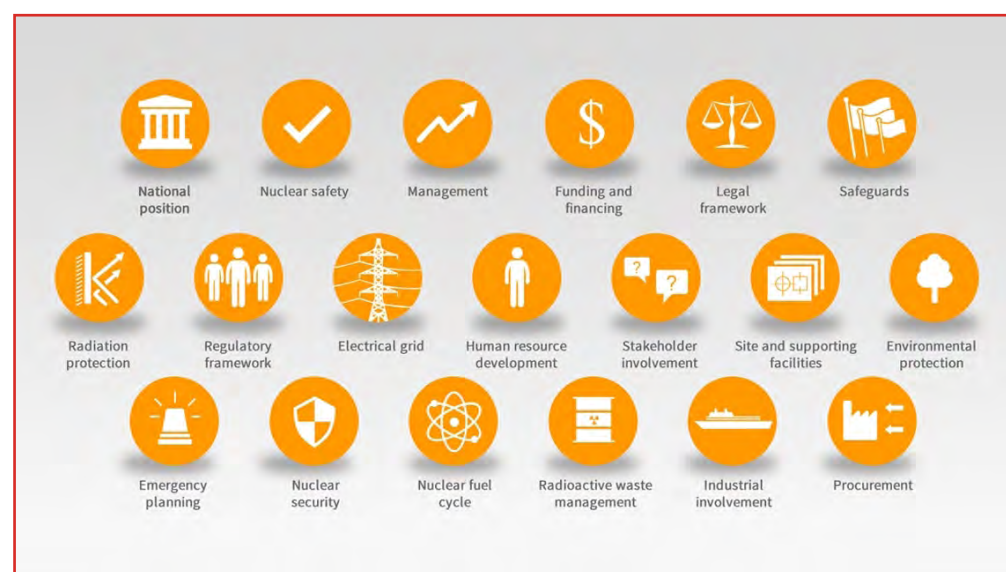 $
National
position
Nuclear safety
Management
Funding and
financing
Legal
framework
Safeguards
? ?
Radiation
protection
Regulatory
framework
Electrical grid
Human resource
development
Stakeholder
involvement
Site and supporting
facilities
Environmental
protection
Emergency
planning
Nuclear
security
Nuclear fuel
cycle
Radioactive waste
management
Industrial
involvement
Procurement